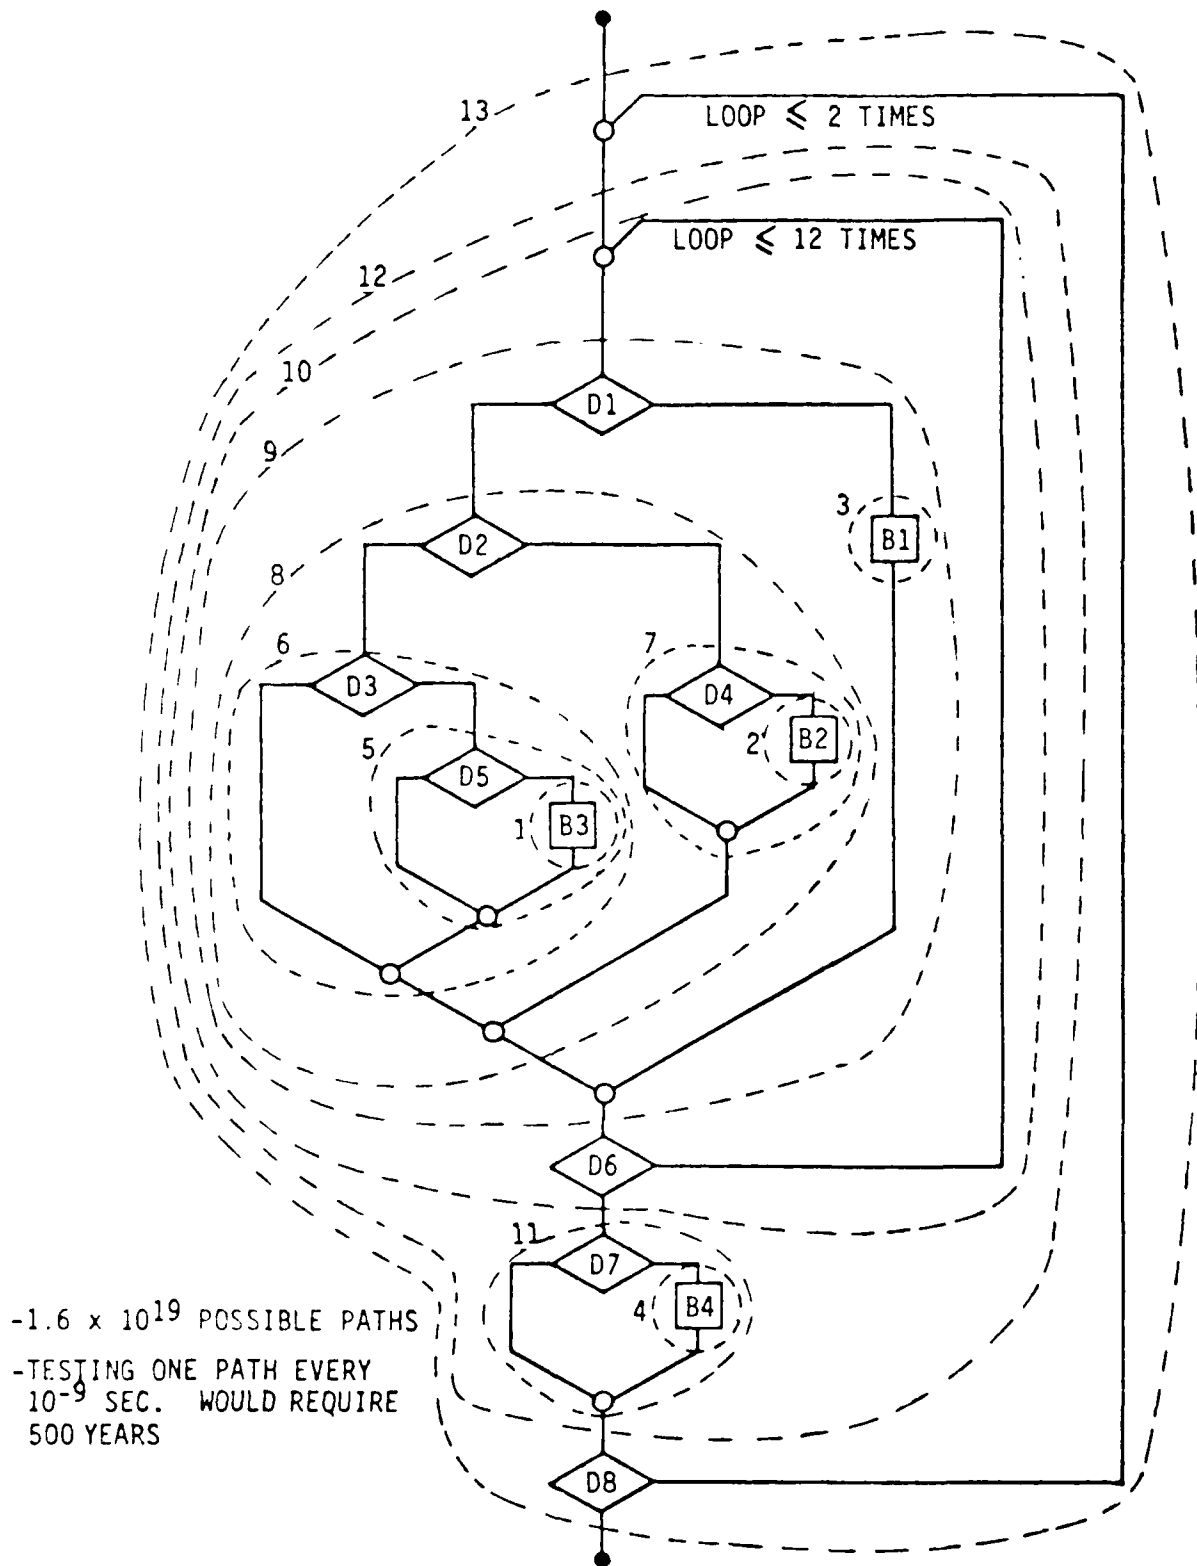 13
LOOP ≤ 2 TIMES
LOOP ≤ 12 TIMES
12
10
D1
9
3
B1
D2
8
6
7
D3
D4
2
B2
5
D5
1
B3
D6
11
D7
4
B4
-1.6 x 10^19 POSSIBLE PATHS
-TESTING ONE PATH EVERY
10^-9 SEC. WOULD REQUIRE
500 YEARS
D8